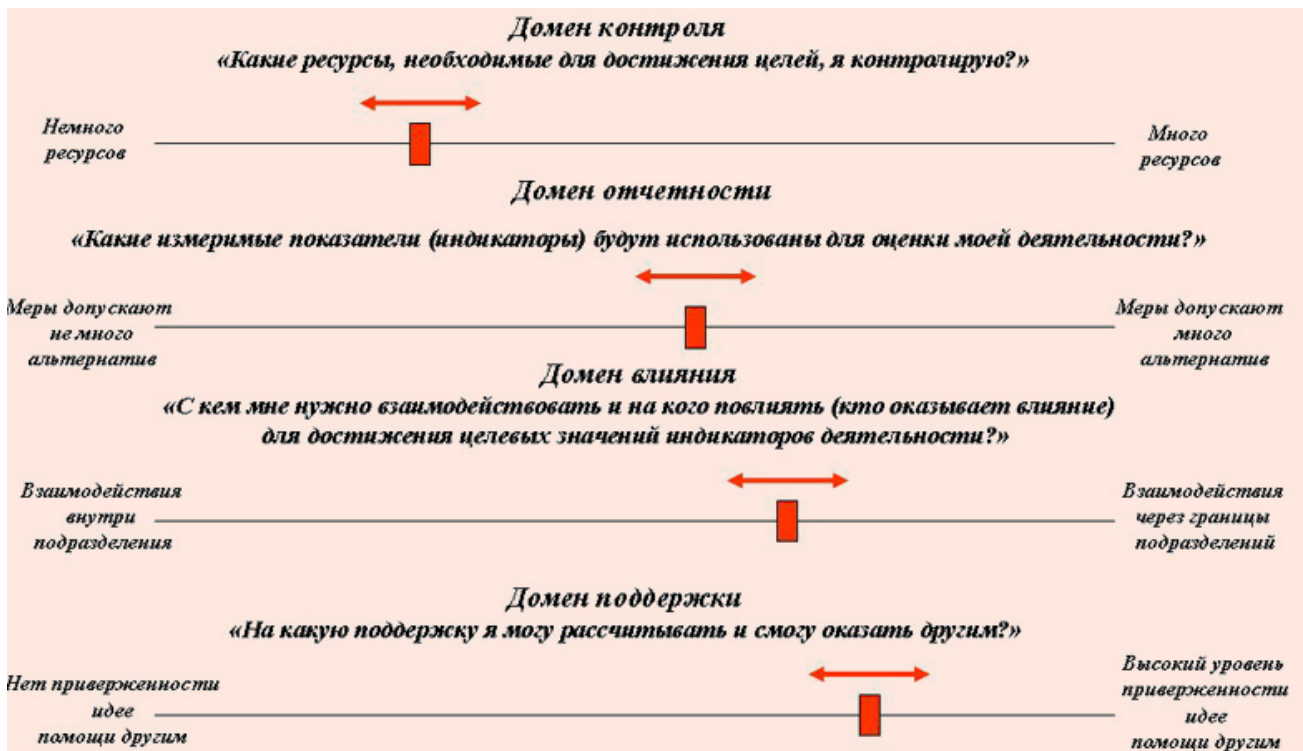 Домен контроля
«Какие ресурсы, необходимые для достижения целей, я контролирую?»
Немного
ресурсов
Много
ресурсов
Домен отчетности
«Какие измеримые показатели (индикаторы) будут использованы для оценки моей деятельности?»
Меры допускают
не много
альтернатив
Меры допускают
много
альтернатив
Домен влияния
«С кем мне нужно взаимодействовать и на кого повлиять (кто оказывает влияние)
для достижения целевых значений индикаторов деятельности?»
Взаимодействия
внутри
подразделения
Взаимодействия
через границы
подразделений
Домен поддержки
«На какую поддержку я могу рассчитывать и смогу оказать другим?»
Нет приверженности
идее
помощи другим
Высокий уровень
приверженности
идее
помощи другим